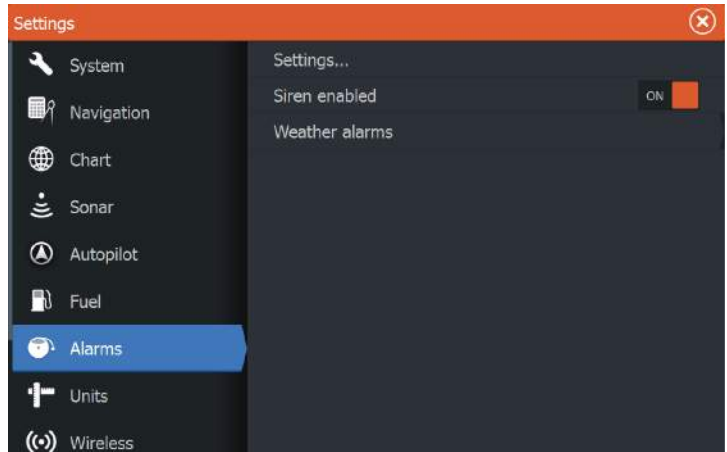 Settings
System
Navigation
Chart
Sonar
Autopilot
Fuel
Alarms
Units
Wireless
Settings...
Siren enabled ON
Weather alarms